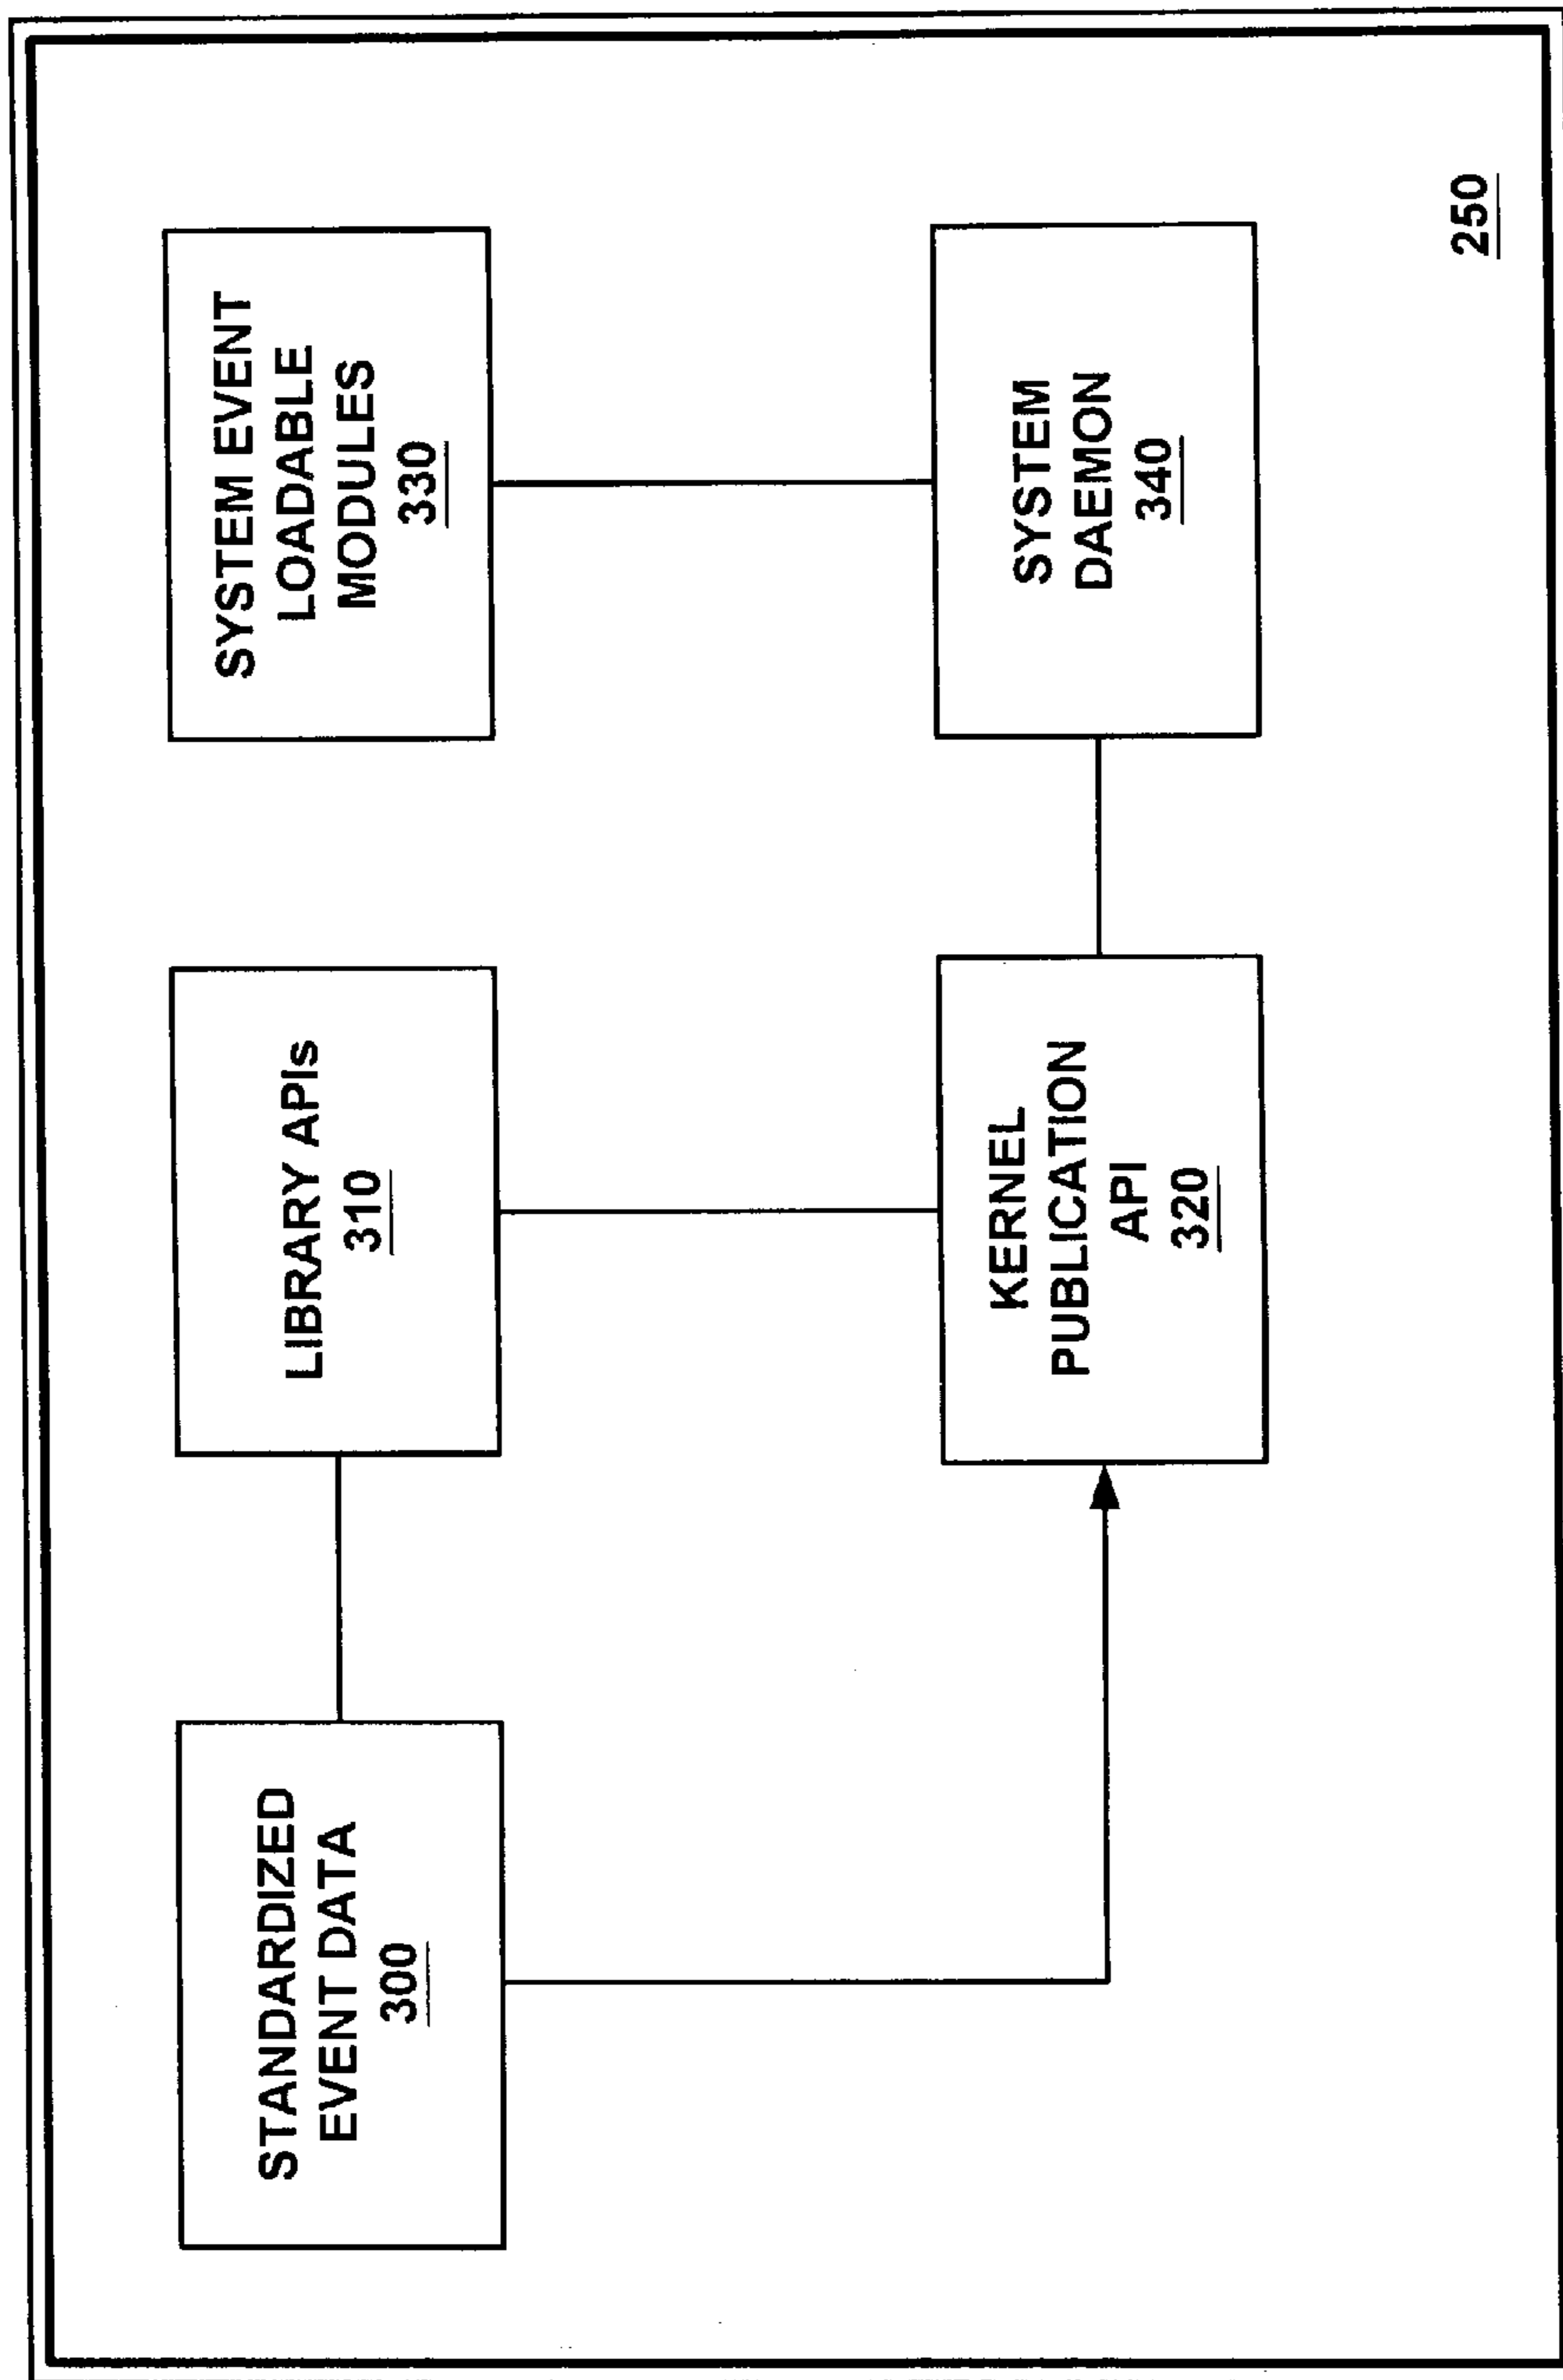 STANDARDIZED
EVENT DATA
300
LIBRARY APIs
310
SYSTEM EVENT
LOADABLE
MODULES
330
KERNEL
PUBLICATION
API
320
SYSTEM
DAEMON
340
250